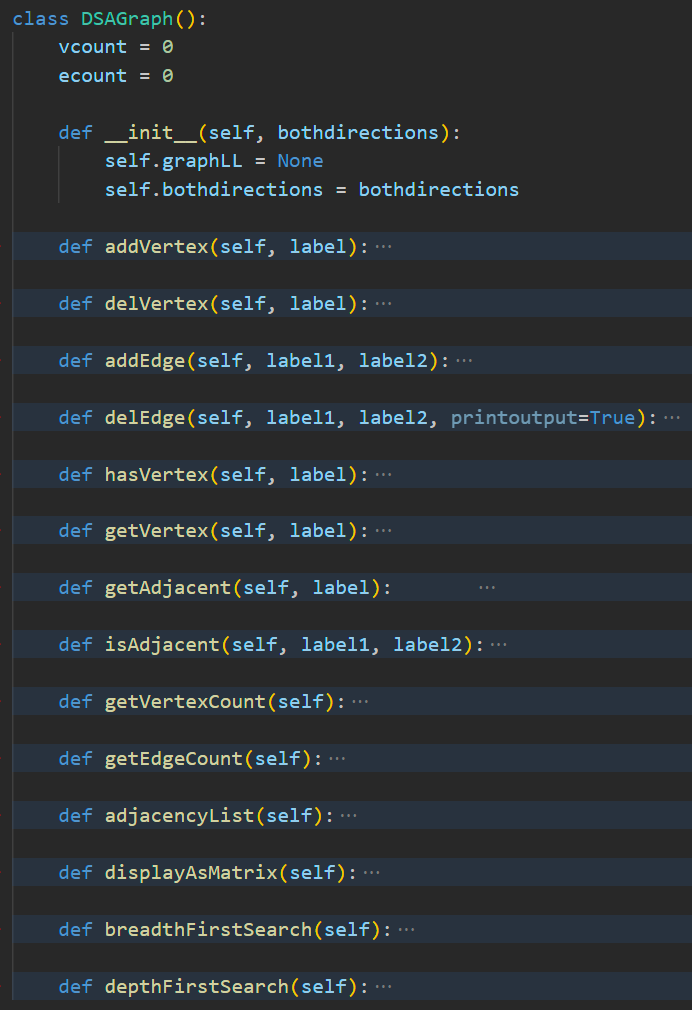 class DSAGraph():
    vcount = 0
    ecount = 0

    def __init__(self, bothdirections):
        self.graphLL = None
        self.bothdirections = bothdirections

    def addVertex(self, label):···

    def delVertex(self, label):···

    def addEdge(self, label1, label2):···

    def delEdge(self, label1, label2, printoutput=True):···

    def hasVertex(self, label):···

    def getVertex(self, label):···

    def getAdjacent(self, label):        ···

    def isAdjacent(self, label1, label2):···

    def getVertexCount(self):···

    def getEdgeCount(self):···

    def adjacencyList(self):···

    def displayAsMatrix(self):···

    def breadthFirstSearch(self):···

    def depthFirstSearch(self):···